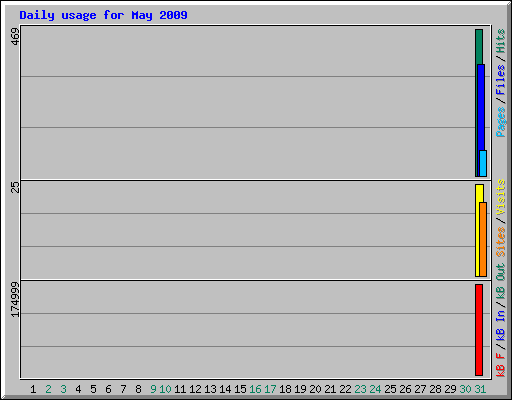 Daily usage for May 2009
469
Pages/Files/Hits
25
Sites/Visits
174999
kB F/kB In/kB Out
1 2 3 4 5 6 7 8 9 10 11 12 13 14 15 16 17 18 19 20 21 22 23 24 25 26 27 28 29 30 31